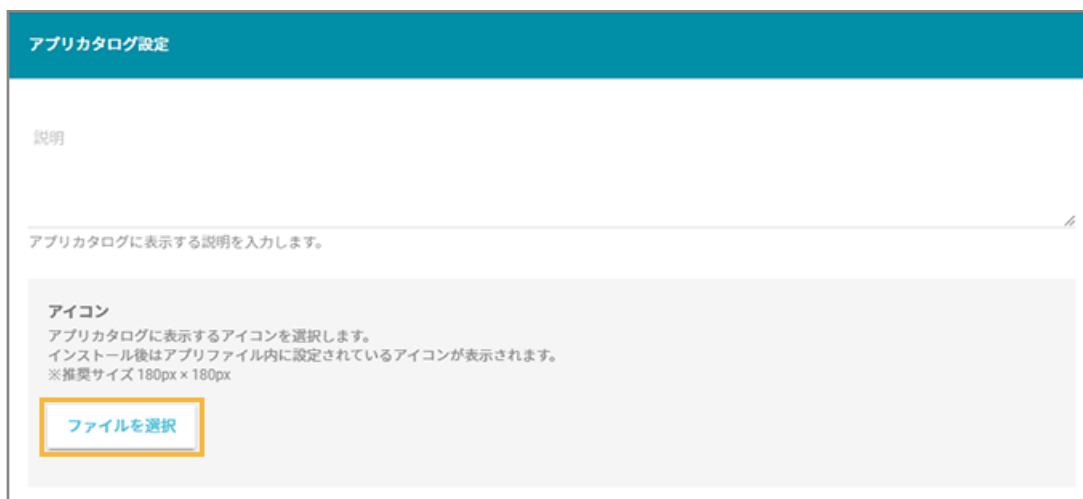 アプリカタログ設定
説明
アプリカタログに表示する説明を入力します。
アイコン
アプリカタログに表示するアイコンを選択します。
インストール後はアプリファイル内に設定されているアイコンが表示されます。
※推奨サイズ 180px × 180px
ファイルを選択